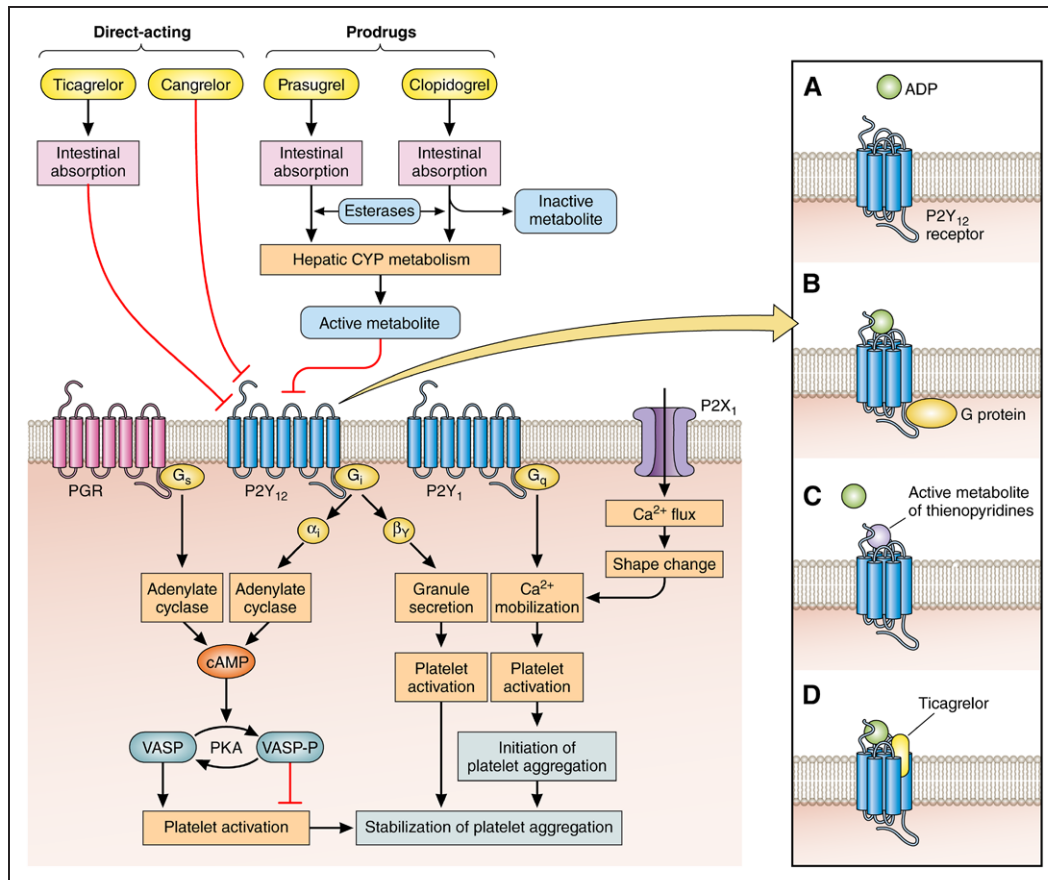 Direct-acting
Prodrugs
Ticagrelor
Cangrelor
Prasugrel
Clopidogrel
Intestinal
absorption
Intestinal
absorption
Intestinal
absorption
Esterases
Inactive
metabolite
Hepatic CYP metabolism
Active metabolite
P2X₁
PGR
Gₛ
P2Y₁₂
Gᵢ
P2Y₁
G_q
αᵢ
βγ
Ca²⁺ flux
Shape change
Adenylate
cyclase
Adenylate
cyclase
Granule
secretion
Ca²⁺
mobilization
cAMP
Platelet
activation
Platelet
activation
VASP
PKA
VASP-P
Initiation of
platelet aggregation
Platelet activation
Stabilization of platelet aggregation
A
ADP
P2Y₁₂
receptor
B
G protein
C
Active metabolite
of thienopyridines
D
Ticagrelor